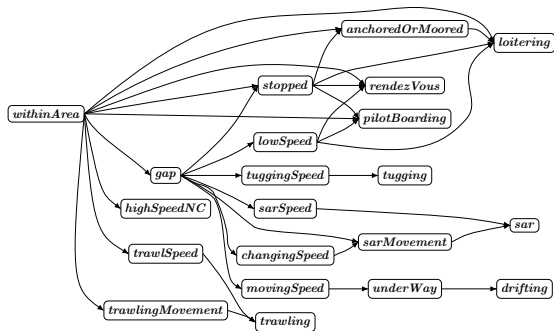 anchoredOrMoored
loitering
stopped
rendezVous
withinArea
pilotBoarding
lowSpeed
gap
tuggingSpeed
tugging
highSpeedNC
sarSpeed
sar
sarMovement
trawlSpeed
changingSpeed
movingSpeed
underWay
drifting
trawlingMovement
trawling